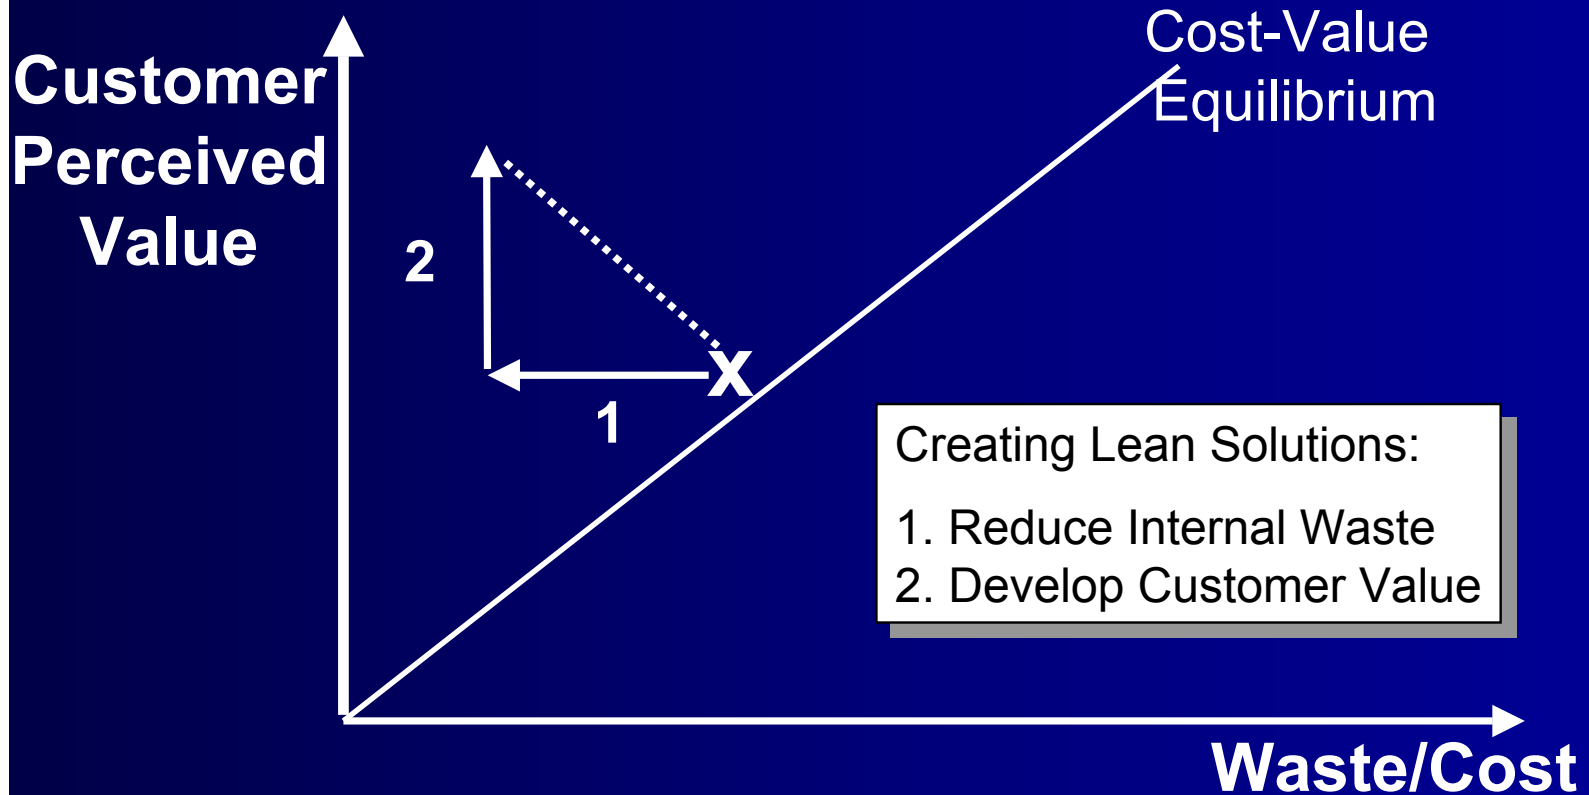 Cost-Value
Equilibrium
Customer
Perceived
Value
2
X
1
Creating Lean Solutions:
1. Reduce Internal Waste
2. Develop Customer Value
Waste/Cost